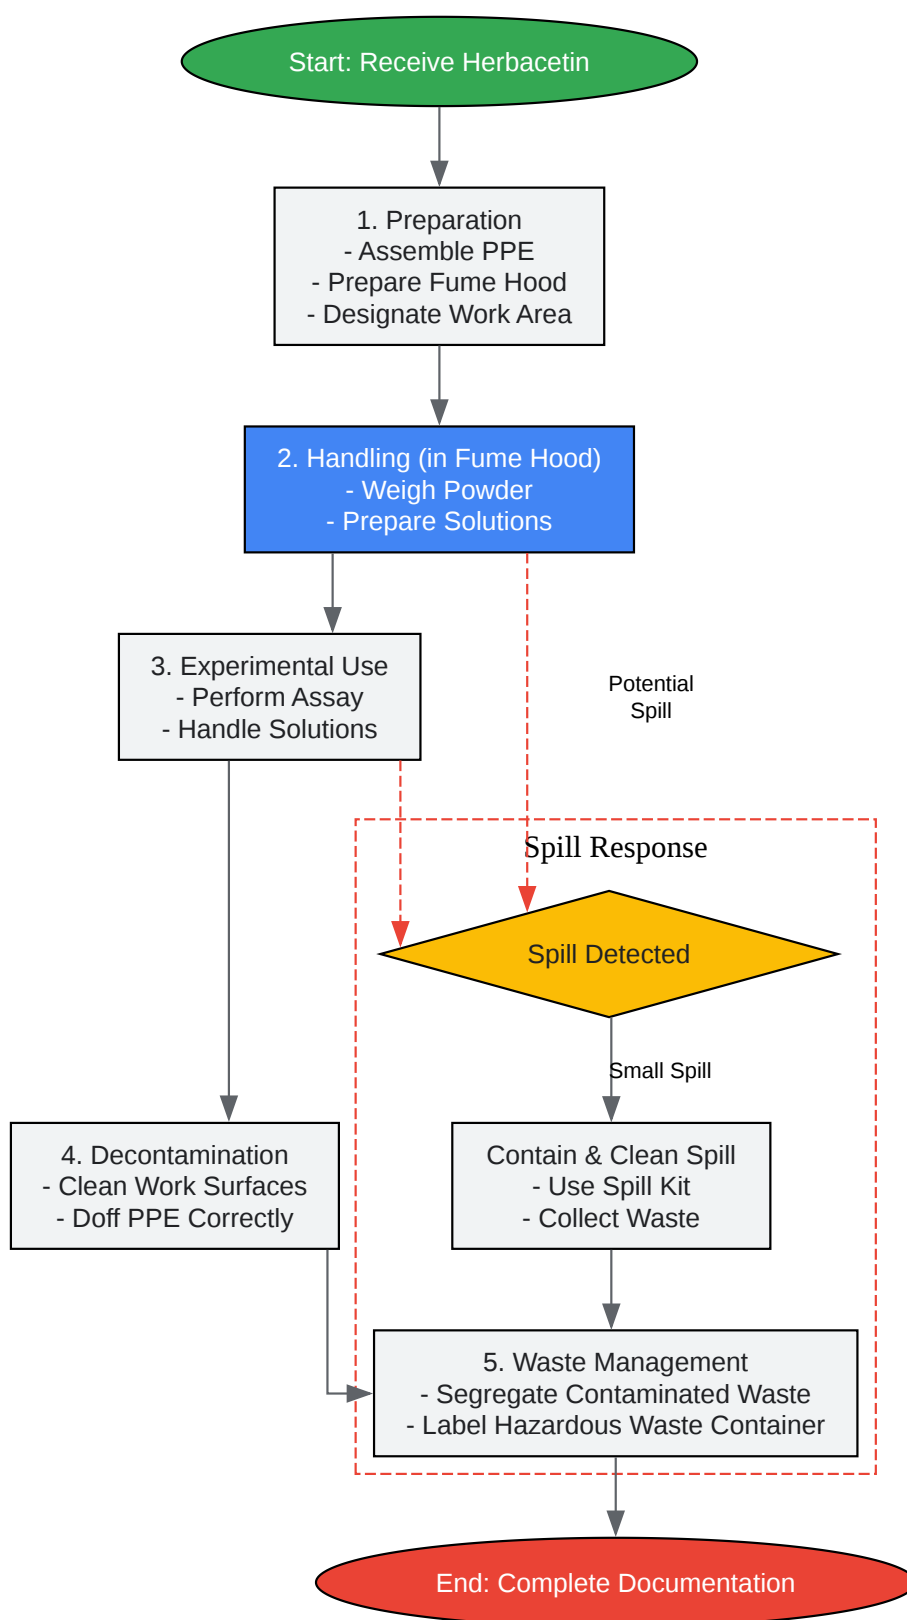 Start: Receive Herbacetin
1. Preparation
- Assemble PPE
- Prepare Fume Hood
- Designate Work Area
2. Handling (in Fume Hood)
- Weigh Powder
- Prepare Solutions
3. Experimental Use
- Perform Assay
- Handle Solutions
Potential
Spill
Spill Response
Spill Detected
Small Spill
4. Decontamination
- Clean Work Surfaces
- Doff PPE Correctly
Contain & Clean Spill
- Use Spill Kit
- Collect Waste
5. Waste Management
- Segregate Contaminated Waste
- Label Hazardous Waste Container
End: Complete Documentation